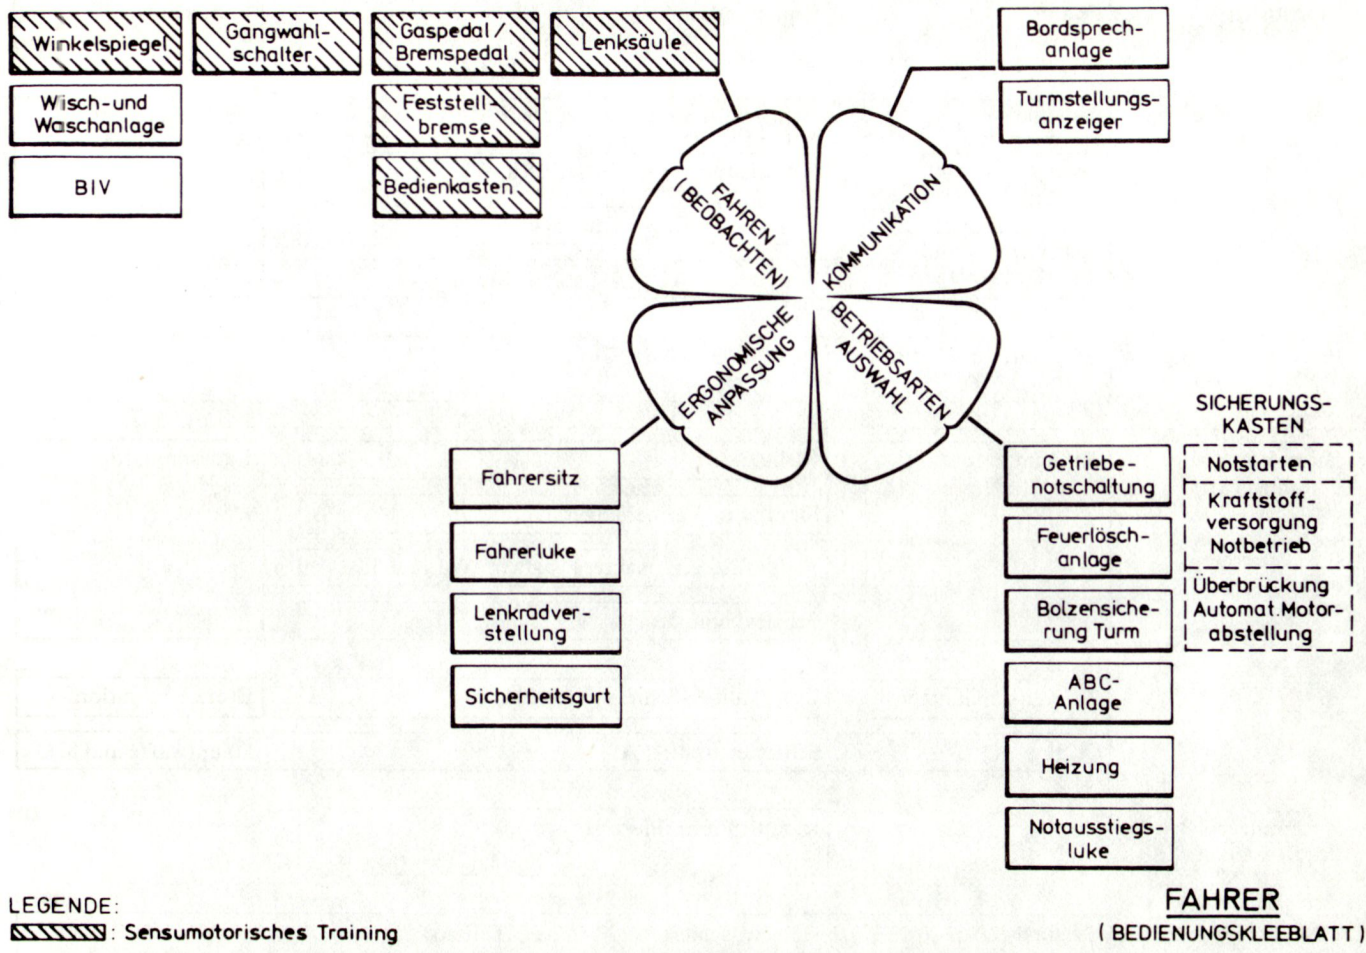 Winkelspiegel
Gangwahl-
schalter
Gaspedal /
Bremspedal
Lenksäule
Wisch-und
Waschanlage
Feststell-
bremse
BIV
Bedienkasten
Bordsprech-
anlage
Turmstellungs-
anzeiger
FAHREN
(BEOBACHTEN)
KOMMUNIKATION
ERGONOMISCHE
ANPASSUNG
BETRIEBSARTEN
AUSWAHL
Fahrersitz
Fahrerluke
Lenkradver-
stellung
Sicherheitsgurt
Getriebe-
notschaltung
Feuerlösch-
anlage
Bolzensiche-
rung Turm
ABC-
Anlage
Heizung
Notausstiegs-
luke
SICHERUNGS-
KASTEN
Notstarten
Kraftstoff-
versorgung
Notbetrieb
Überbrückung
Automat.Motor-
abstellung
LEGENDE:
: Sensumotorisches Training
FAHRER
(BEDIENUNGSKLEEBLATT)